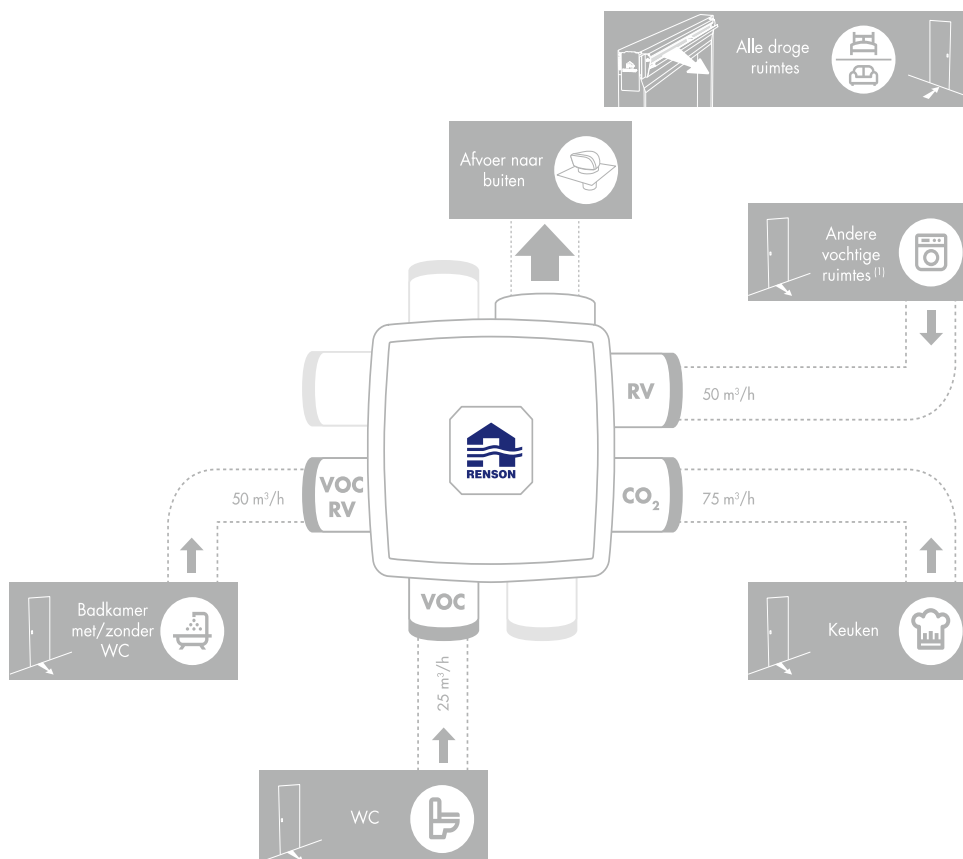 Alle droge
ruimtes
Afvoer naar
buiten
Andere
vochtige
ruimtes (1)
RV
50 m³/h
RENSON
VOC
RV
50 m³/h
CO₂
75 m³/h
Badkamer
met/zonder
WC
VOC
25 m³/h
Keuken
WC